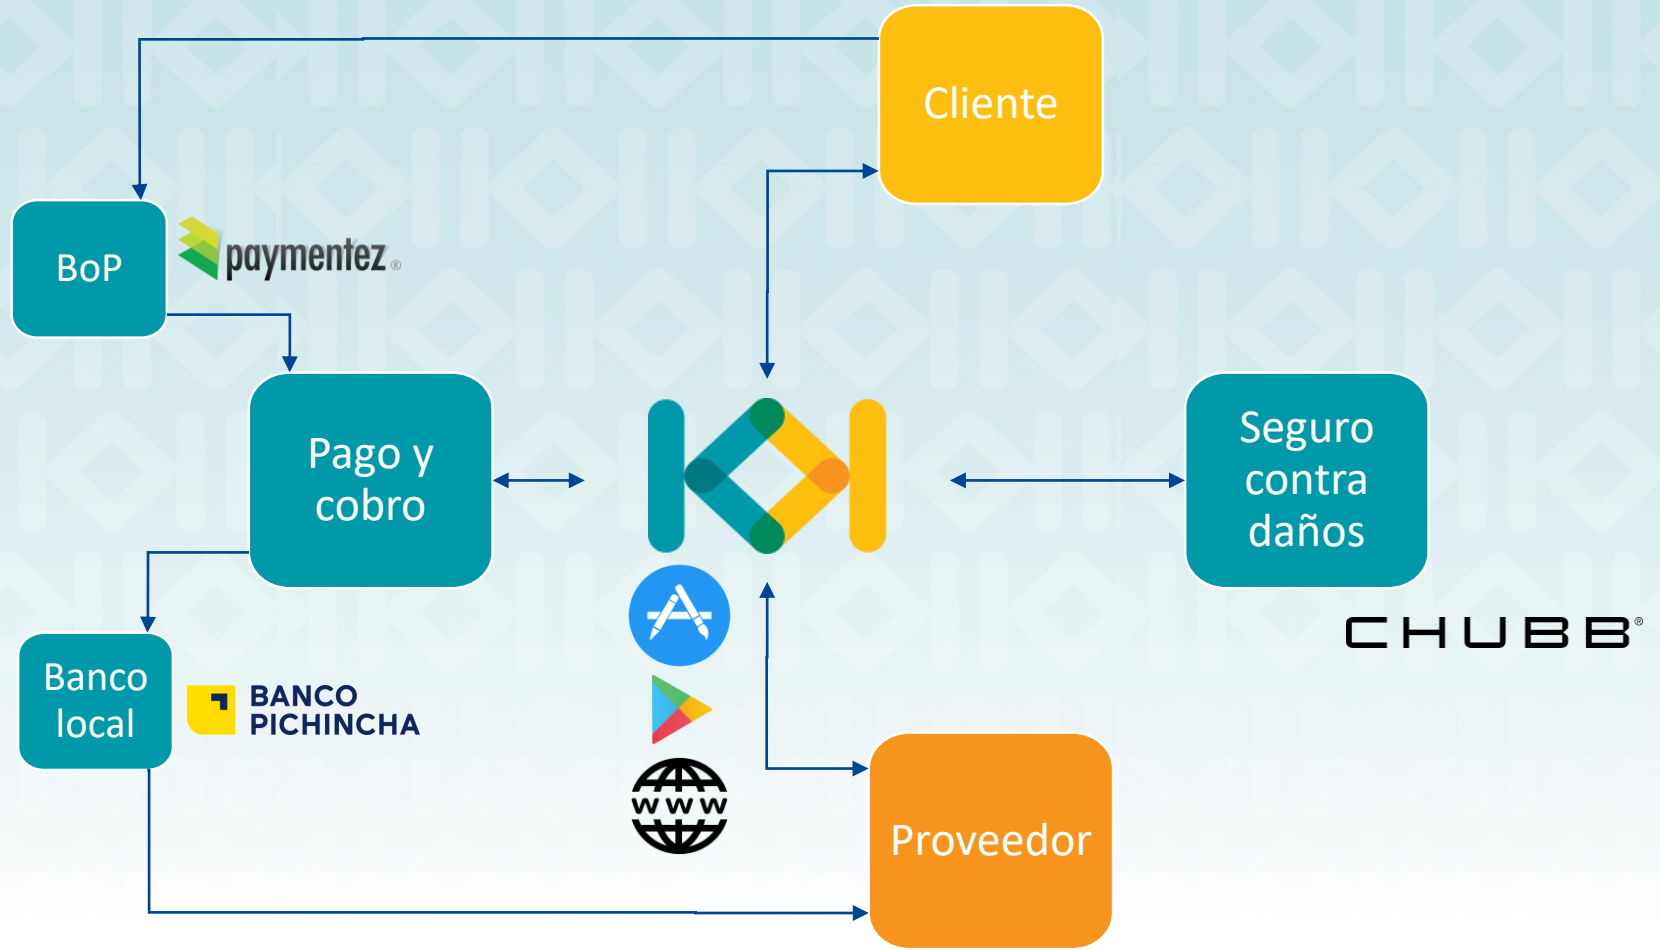 Cliente
BoP
paymentez®
Pago y
cobro
Seguro
contra
daños
CHUBB®
Banco
local
BANCO
PICHINCHA
WWW
Proveedor